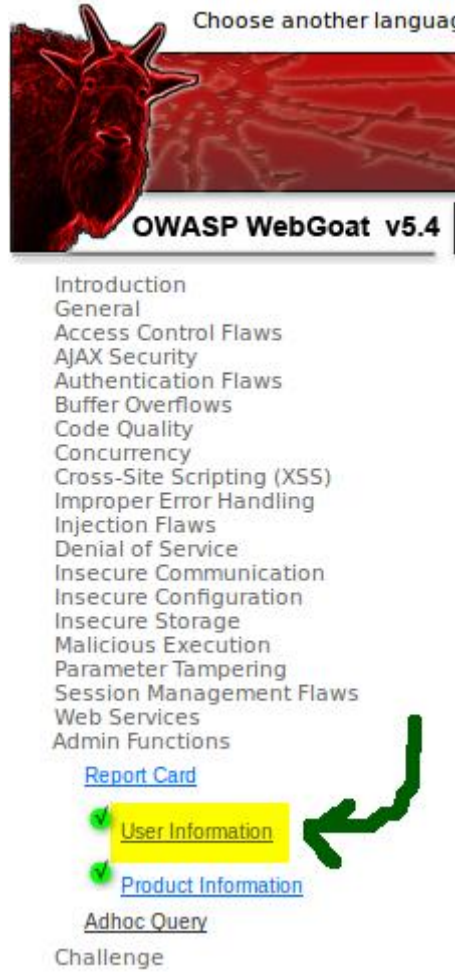 Choose another languag
OWASP WebGoat v5.4
Introduction
General
Access Control Flaws
AJAX Security
Authentication Flaws
Buffer Overflows
Code Quality
Concurrency
Cross-Site Scripting (XSS)
Improper Error Handling
Injection Flaws
Denial of Service
Insecure Communication
Insecure Configuration
Insecure Storage
Malicious Execution
Parameter Tampering
Session Management Flaws
Web Services
Admin Functions
Report Card
User Information
Product Information
Adhoc Query
Challenge